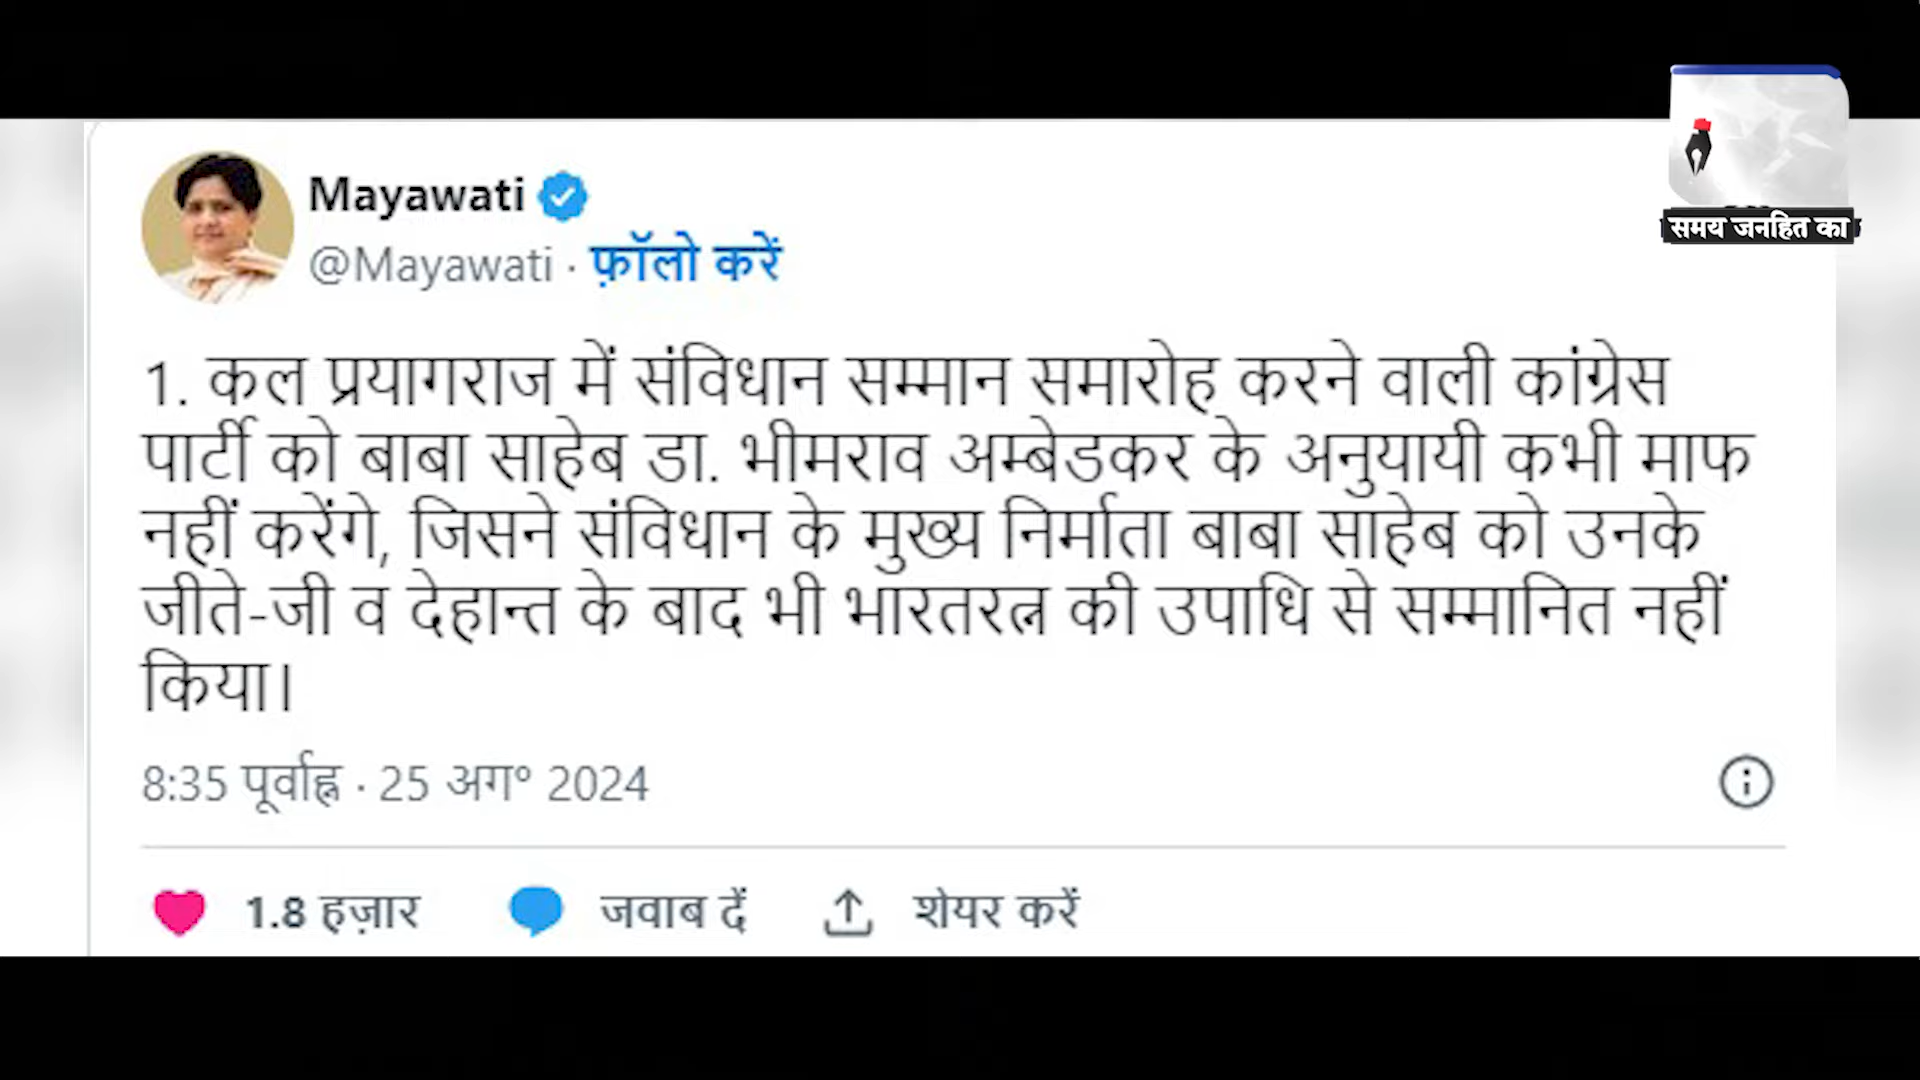 समय जनहित का
Mayawati
@Mayawati · फ़ॉलो करें
1. कल प्रयागराज में संविधान सम्मान समारोह करने वाली कांग्रेस
पार्टी को बाबा साहेब डा. भीमराव अम्बेडकर के अनुयायी कभी माफ
नहीं करेंगे, जिसने संविधान के मुख्य निर्माता बाबा साहेब को उनके
जीते-जी व देहान्त के बाद भी भारतरत्न की उपाधि से सम्मानित नहीं
किया।
8:35 पूर्वाह्न · 25 अग॰ 2024
1.8 हज़ार जवाब दें शेयर करें